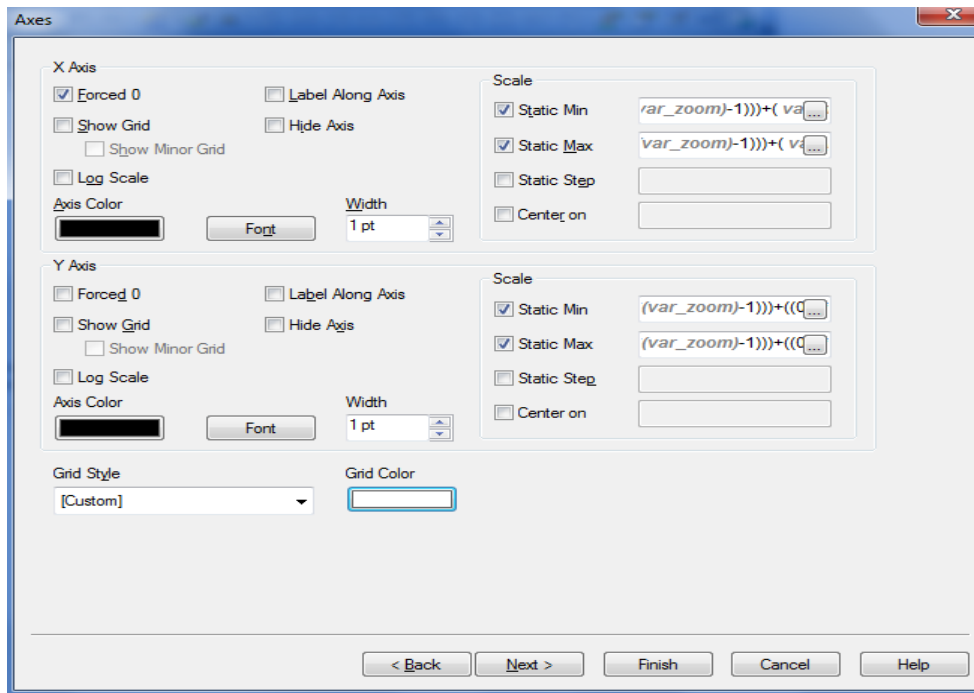 Axes
X Axis
Forced 0
Label Along Axis
Show Grid
Hide Axis
Show Minor Grid
Log Scale
Axis Color
Width
Font
1 pt
Scale
Static Min
var_zoom)-1)))+( va
...
Static Max
var_zoom)-1)))+( va
...
Static Step
Center on
Y Axis
Forced 0
Label Along Axis
Show Grid
Hide Axis
Show Minor Grid
Log Scale
Axis Color
Width
Font
1 pt
Scale
Static Min
(var_zoom)-1)))+((0
...
Static Max
(var_zoom)-1)))+((0
...
Static Step
Center on
Grid Style
Grid Color
[Custom]
< Back
Next >
Finish
Cancel
Help